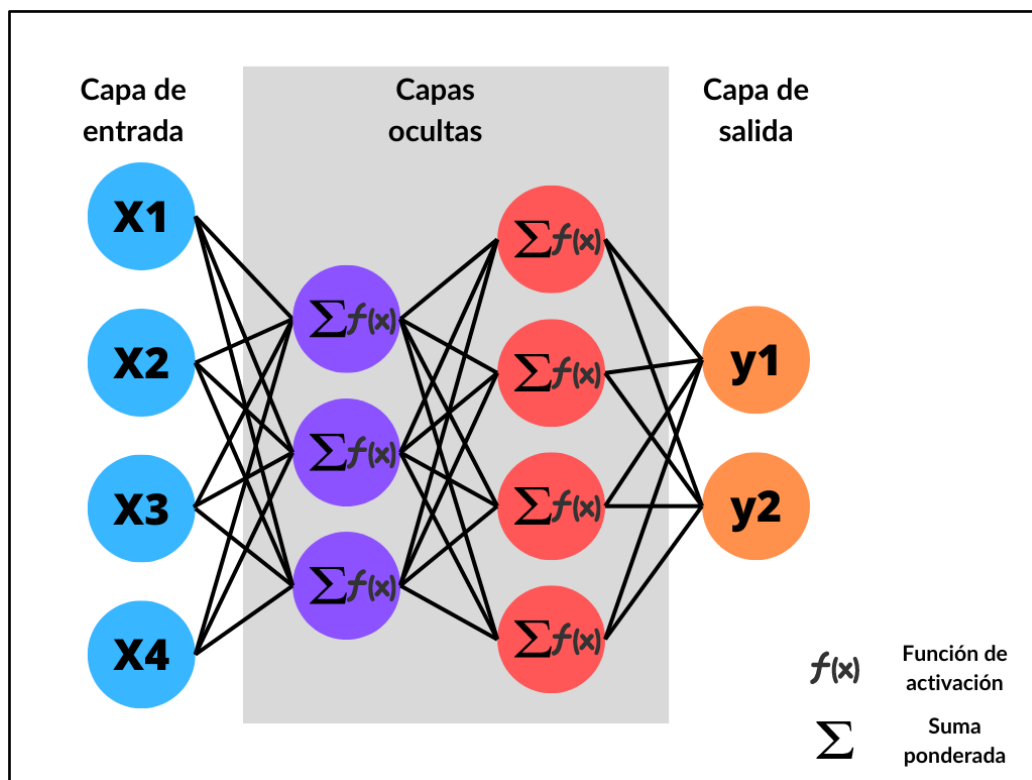 Capa de
entrada
Capas
ocultas
Capa de
salida
X1
X2
X3
X4
Σ f(x)
Σ f(x)
Σ f(x)
Σ f(x)
Σ f(x)
Σ f(x)
Σ f(x)
y1
y2
f(x) Función de
activación
Σ Suma
ponderada